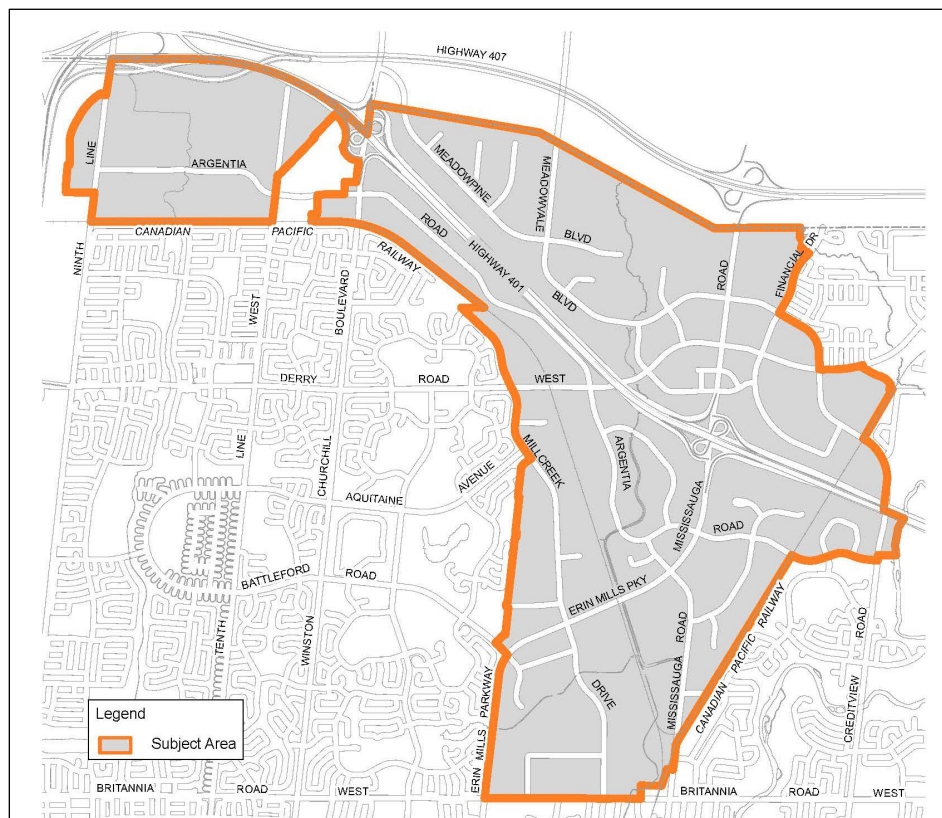 HIGHWAY 407
LINE
ARGENTIA
ROAD
MEADOWPINE
BLVD
MEADOWVALE
BLVD
HIGHWAY 401
ROAD
FINANCIAL DR
CANADIAN PACIFIC RAILWAY
NINTH
WEST
BOULEVARD
DERRY ROAD WEST
LINE
CHURCHILL
AVENUE
AQUITAINE
MILLCREEK
ARGENTIA
MISSISSAUGA
ROAD
BATTLEFORD ROAD
ERIN MILLS PKY
TENTH
WINSTON
ERIN MILLS PARKWAY
DRIVE
MISSISSAUGA ROAD
CANADIAN PACIFIC RAILWAY
CREDITVIEW ROAD
Legend
Subject Area
BRITANNIA ROAD WEST
BRITANNIA ROAD WEST